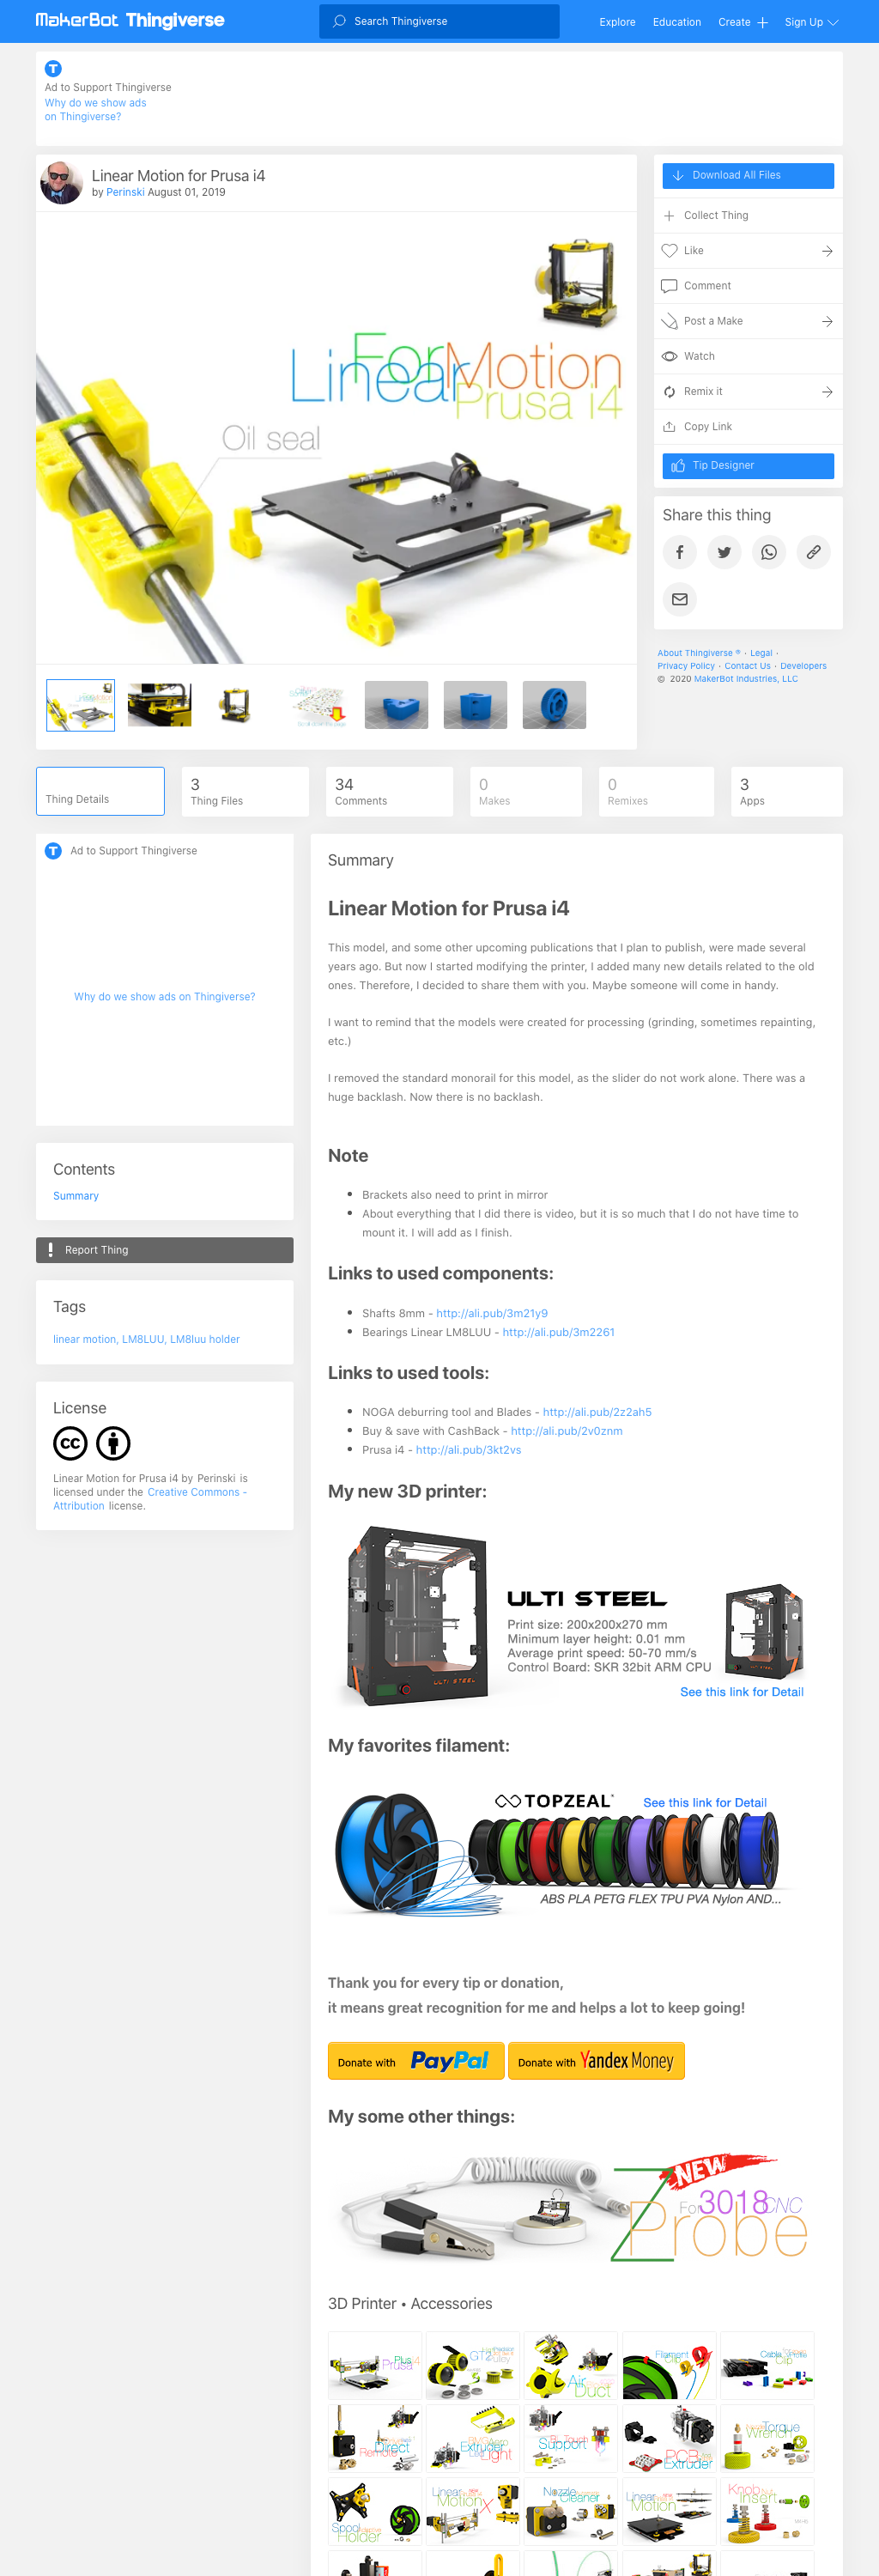 MakerBot Thingiverse
Search Thingiverse
Explore
Education
Create
Sign Up
Ad to Support Thingiverse
Why do we show ads
on Thingiverse?
Linear Motion for Prusa i4
by Perinski August 01, 2019
For
Linear Motion
Prusa i4
Oil seal
Download All Files
Collect Thing
Like
Comment
Post a Make
Watch
Remix it
Copy Link
Tip Designer
Share this thing
About Thingiverse ® · Legal ·
Privacy Policy · Contact Us · Developers
© 2020 MakerBot Industries, LLC
Thing Details
3
Thing Files
34
Comments
0
Makes
0
Remixes
3
Apps
Ad to Support Thingiverse
Why do we show ads on Thingiverse?
Contents
Summary
Report Thing
Tags
linear motion, LM8LUU, LM8luu holder
License
Linear Motion for Prusa i4 by Perinski is
licensed under the Creative Commons -
Attribution license.
Summary
Linear Motion for Prusa i4
This model, and some other upcoming publications that I plan to publish, were made several
years ago. But now I started modifying the printer, I added many new details related to the old
ones. Therefore, I decided to share them with you. Maybe someone will come in handy.
I want to remind that the models were created for processing (grinding, sometimes repainting,
etc.)
I removed the standard monorail for this model, as the slider do not work alone. There was a
huge backlash. Now there is no backlash.
Note
• Brackets also need to print in mirror
• About everything that I did there is video, but it is so much that I do not have time to
mount it. I will add as I finish.
Links to used components:
• Shafts 8mm - http://ali.pub/3m21y9
• Bearings Linear LM8LUU - http://ali.pub/3m2261
Links to used tools:
• NOGA deburring tool and Blades - http://ali.pub/2z2ah5
• Buy & save with CashBack - http://ali.pub/2v0znm
• Prusa i4 - http://ali.pub/3kt2vs
My new 3D printer:
ULTI STEEL
ULTI STEEL
Print size: 200x200x270 mm
Minimum layer height: 0.01 mm
Average print speed: 50-70 mm/s
Control Board: SKR 32bit ARM CPU
See this link for Detail
My favorites filament:
TOPZEAL®
See this link for Detail
ABS PLA PETG FLEX TPU PVA Nylon AND...
Thank you for every tip or donation,
it means great recognition for me and helps a lot to keep going!
Donate with PayPal
Donate with Yandex Money
My some other things:
NEW
For 3018 CNC
Z Probe
3D Printer • Accessories
Plus
Prusa i4
GT2
Air
Duct
Filament
Clip
Cable Profile
Clip
Direct
Remote
Extruder
Light
Touch
Support
PCB
Extruder
Torque
Wrench
Spool
Holder
Linear
Motion X
Nozzle
Cleaner
Linear
Motion
Knob
Insert